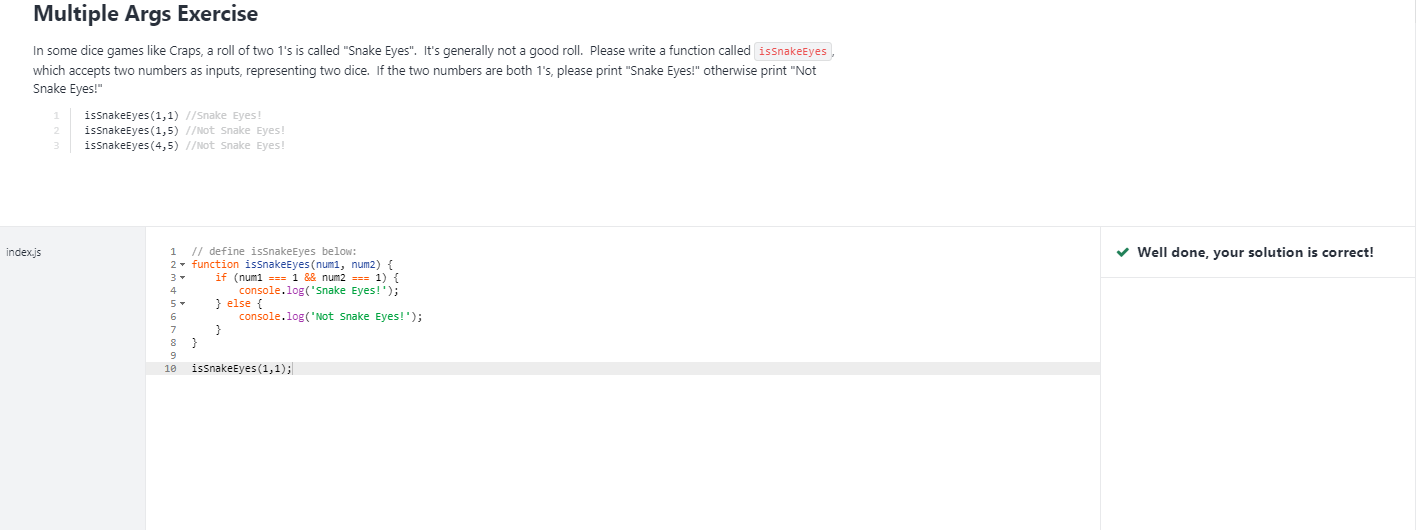 Multiple Args Exercise
In some dice games like Craps, a roll of two 1's is called "Snake Eyes".  It's generally not a good roll.  Please write a function called isSnakeEyes,
which accepts two numbers as inputs, representing two dice.  If the two numbers are both 1's, please print "Snake Eyes!" otherwise print "Not
Snake Eyes!"
1 isSnakeEyes(1,1) //Snake Eyes!
2 isSnakeEyes(1,5) //Not Snake Eyes!
3 isSnakeEyes(4,5) //Not Snake Eyes!
index.js
1 // define isSnakeEyes below:
2 function isSnakeEyes(num1, num2) {
3     if (num1 === 1 && num2 === 1) {
4         console.log('Snake Eyes!');
5     } else {
6         console.log('Not Snake Eyes!');
7     }
8 }
9
10 isSnakeEyes(1,1);
Well done, your solution is correct!